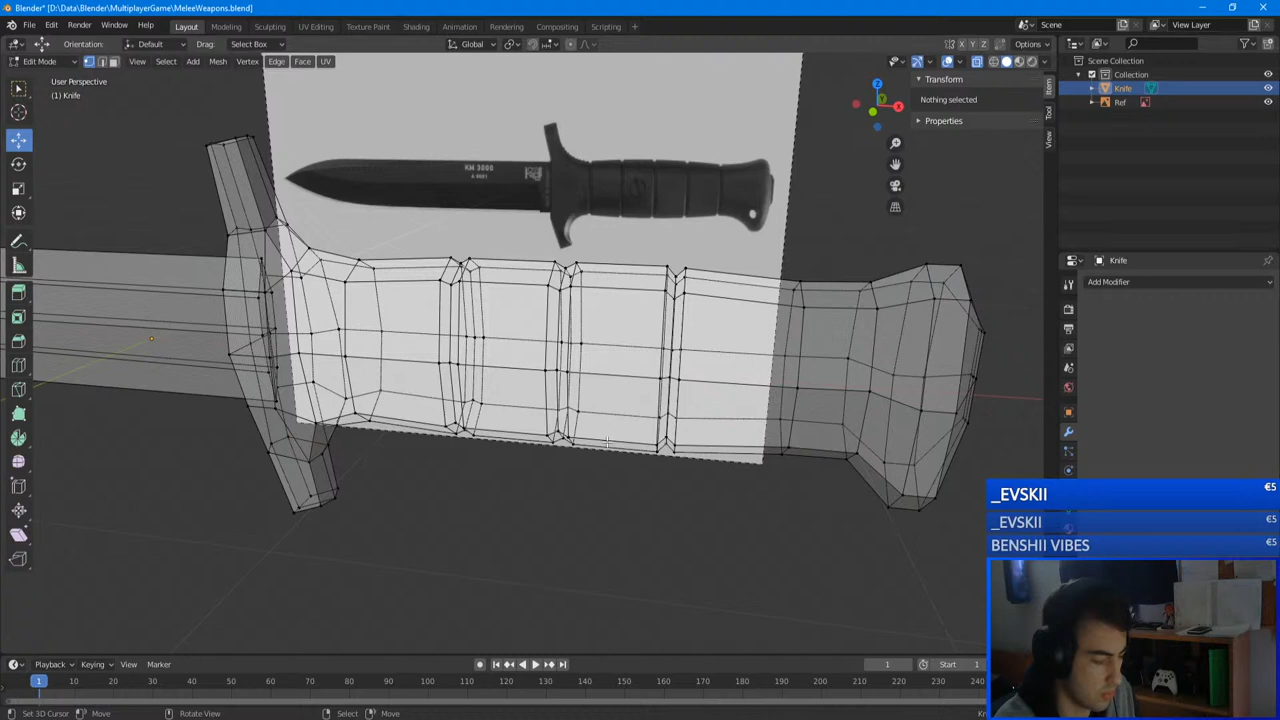 Blender* [D:\Data\Blender\MultiplayerGame\MeleeWeapons.blend]
File Edit Render Window Help Layout Modeling Sculpting UV Editing Texture Paint Shading Animation Rendering Compositing Scripting + Scene View Layer
Orientation: Default Drag: Select Box Global X Y Z Options
Edit Mode View Select Add Mesh Vertex Edge Face UV
User Perspective
(1) Knife
Transform
Nothing selected
Properties
Item
Tool
View
Z
X
Y
KM 3000
Scene Collection
Collection
Knife
Ref
Knife
Add Modifier
_EVSKII €5
_EVSKII €5
BENSHII VIBES €5
Playback Keying View Marker 1 Start 1
1 10 20 30 40 50 60 70 80 90 100 110 120 130 140 150 160 170 180 190 200 210 220 230 240
Set 3D Cursor Move Rotate View Select Move